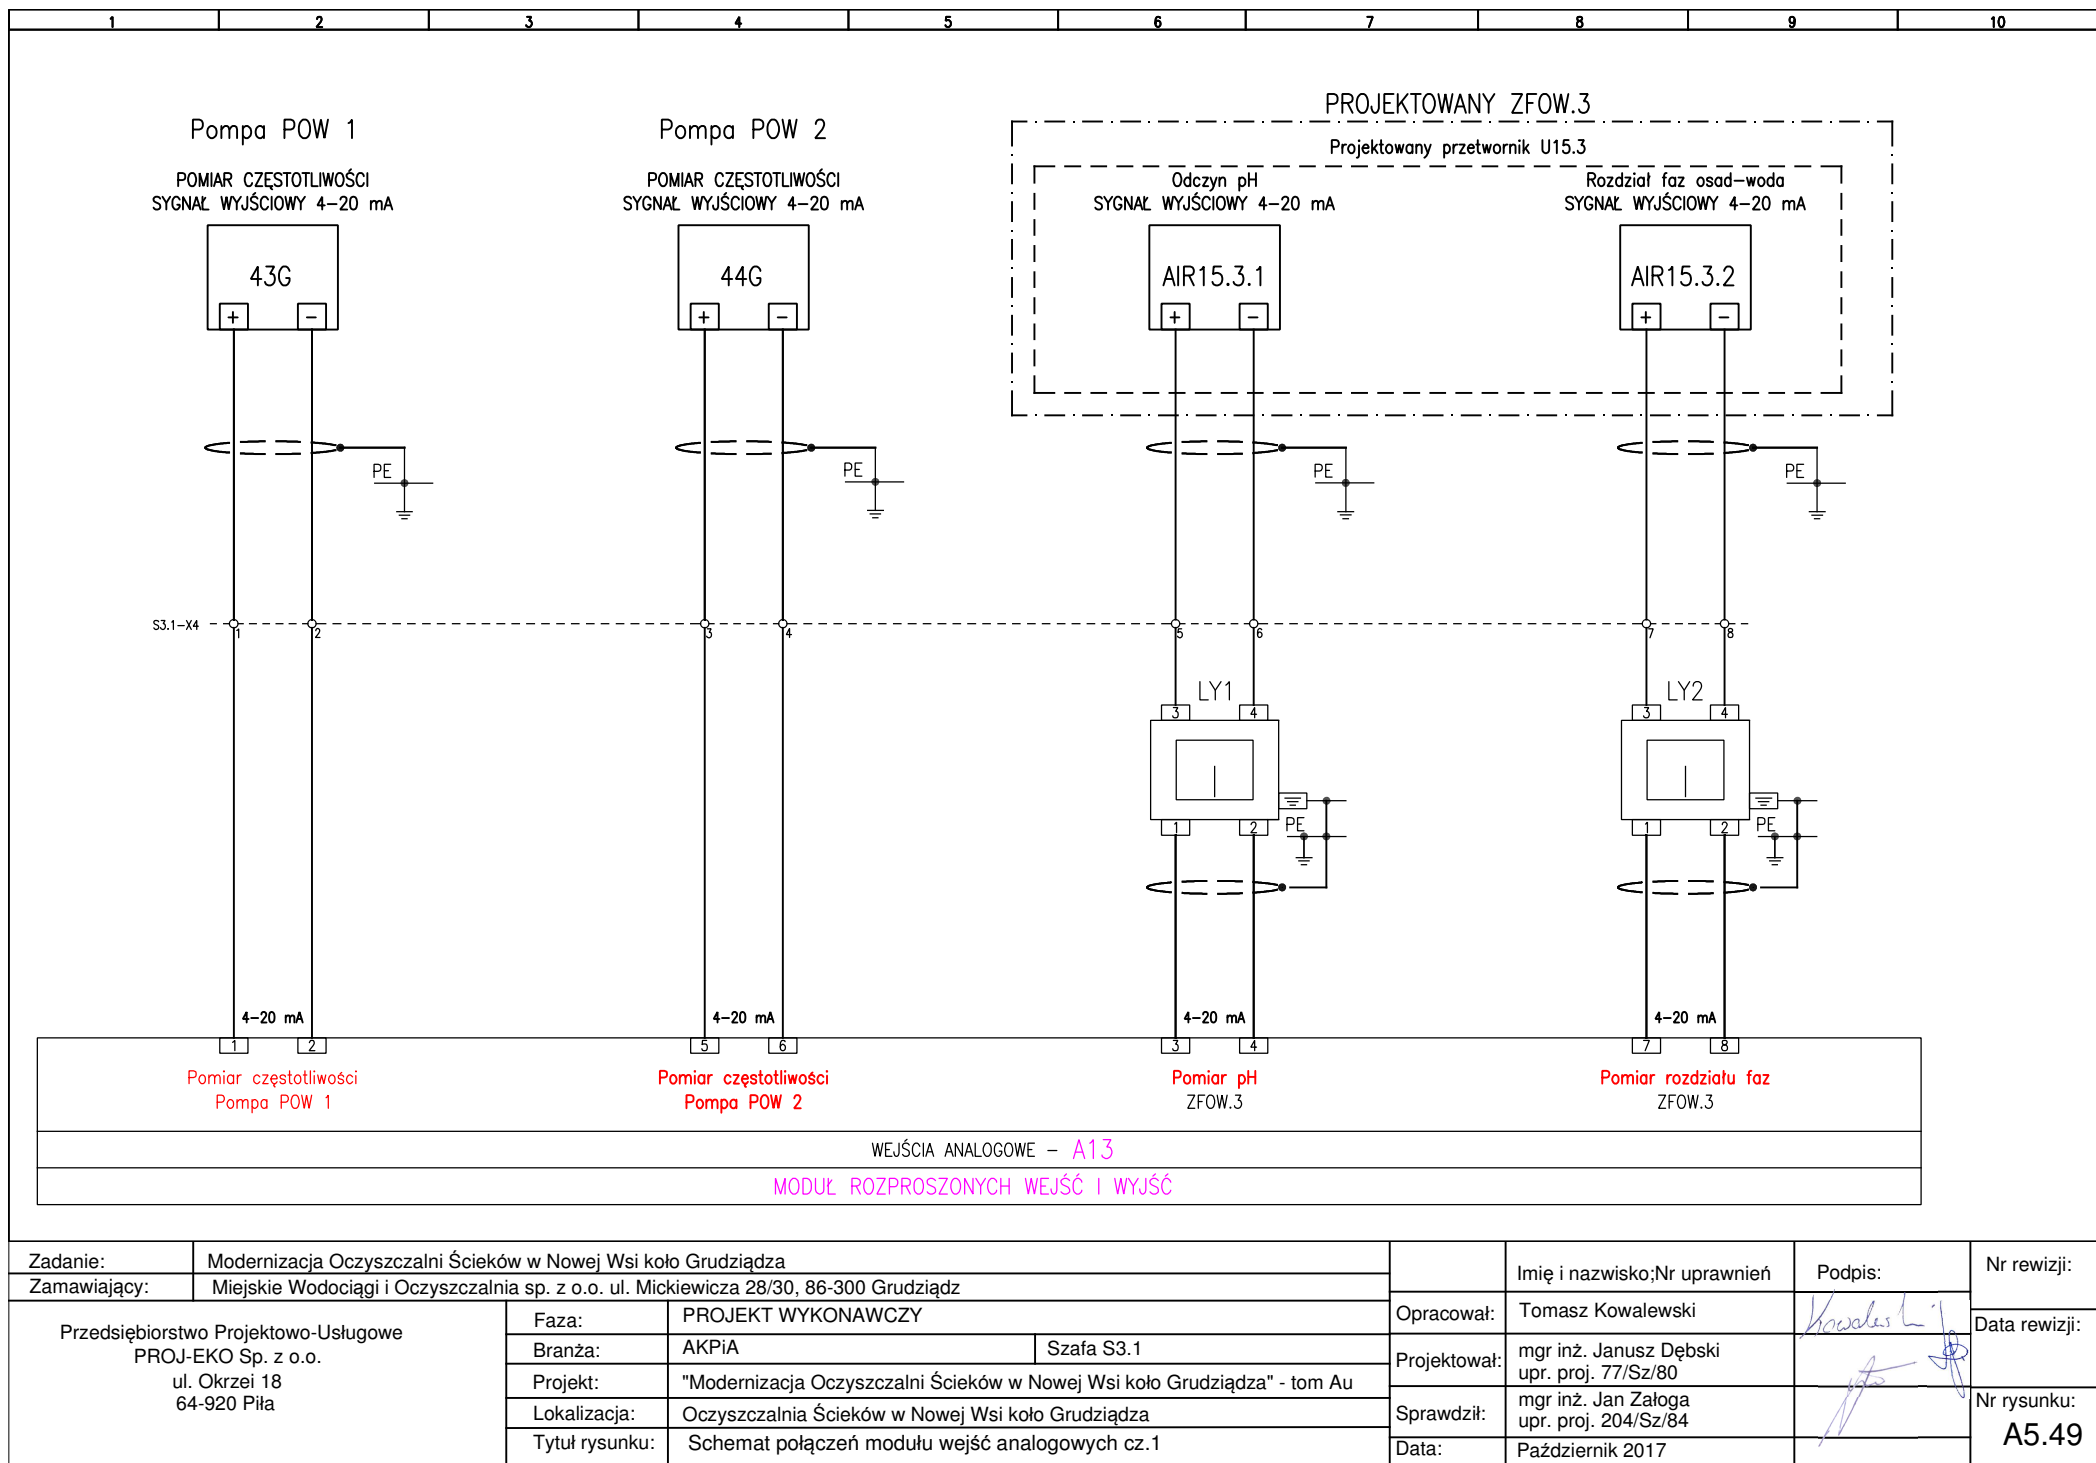 1 2 3 4 5 6 7 8 9 10
PROJEKTOWANY ZFOW.3
Pompa POW 1
Pompa POW 2
Projektowany przetwornik U15.3
POMIAR CZĘSTOTLIWOŚCI
SYGNAŁ WYJŚCIOWY 4-20 mA
POMIAR CZĘSTOTLIWOŚCI
SYGNAŁ WYJŚCIOWY 4-20 mA
Odczyn pH
SYGNAŁ WYJŚCIOWY 4-20 mA
Rozdział faz osad-woda
SYGNAŁ WYJŚCIOWY 4-20 mA
43G
44G
AIR15.3.1
AIR15.3.2
+ -
+ -
+ -
+ -
PE
PE
PE
PE
S3.1-X4
1 2 3 4 5 6 7 8
LY1
LY2
3 4
3 4
1 2
PE
1 2
PE
4-20 mA
4-20 mA
4-20 mA
4-20 mA
1 2 5 6 3 4 7 8
Pomiar częstotliwości
Pompa POW 1
Pomiar częstotliwości
Pompa POW 2
Pomiar pH
ZFOW.3
Pomiar rozdziału faz
ZFOW.3
WEJŚCIA ANALOGOWE - A13
MODUŁ ROZPROSZONYCH WEJŚĆ I WYJŚĆ
Zadanie: Modernizacja Oczyszczalni Ścieków w Nowej Wsi koło Grudziądza
Zamawiający: Miejskie Wodociągi i Oczyszczalnia sp. z o.o. ul. Mickiewicza 28/30, 86-300 Grudziądz
Przedsiębiorstwo Projektowo-Usługowe
PROJ-EKO Sp. z o.o.
ul. Okrzei 18
64-920 Piła
Faza: PROJEKT WYKONAWCZY
Branża: AKPiA Szafa S3.1
Projekt: "Modernizacja Oczyszczalni Ścieków w Nowej Wsi koło Grudziądza" - tom Au
Lokalizacja: Oczyszczalnia Ścieków w Nowej Wsi koło Grudziądza
Tytuł rysunku: Schemat połączeń modułu wejść analogowych cz.1
Imię i nazwisko;Nr uprawnień Podpis:
Opracował: Tomasz Kowalewski
Projektował: mgr inż. Janusz Dębski
upr. proj. 77/Sz/80
Sprawdził: mgr inż. Jan Załoga
upr. proj. 204/Sz/84
Data: Październik 2017
Nr rewizji:
Data rewizji:
Nr rysunku:
A5.49